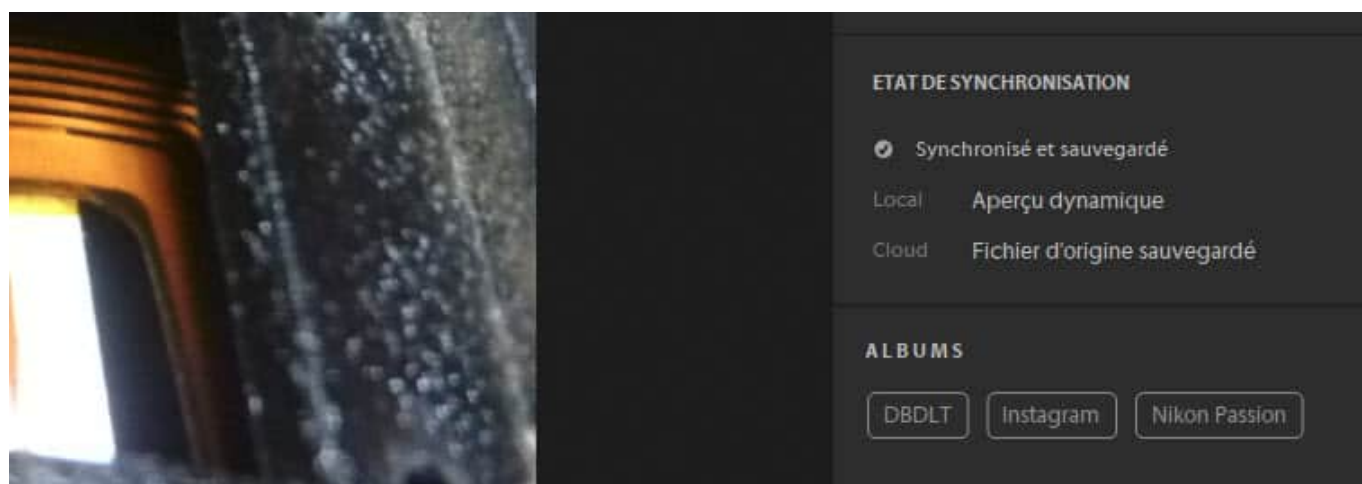 ETAT DE SYNCHRONISATION
Synchronisé et sauvegardé
Local Aperçu dynamique
Cloud Fichier d'origine sauvegardé
ALBUMS
DBDLT Instagram Nikon Passion